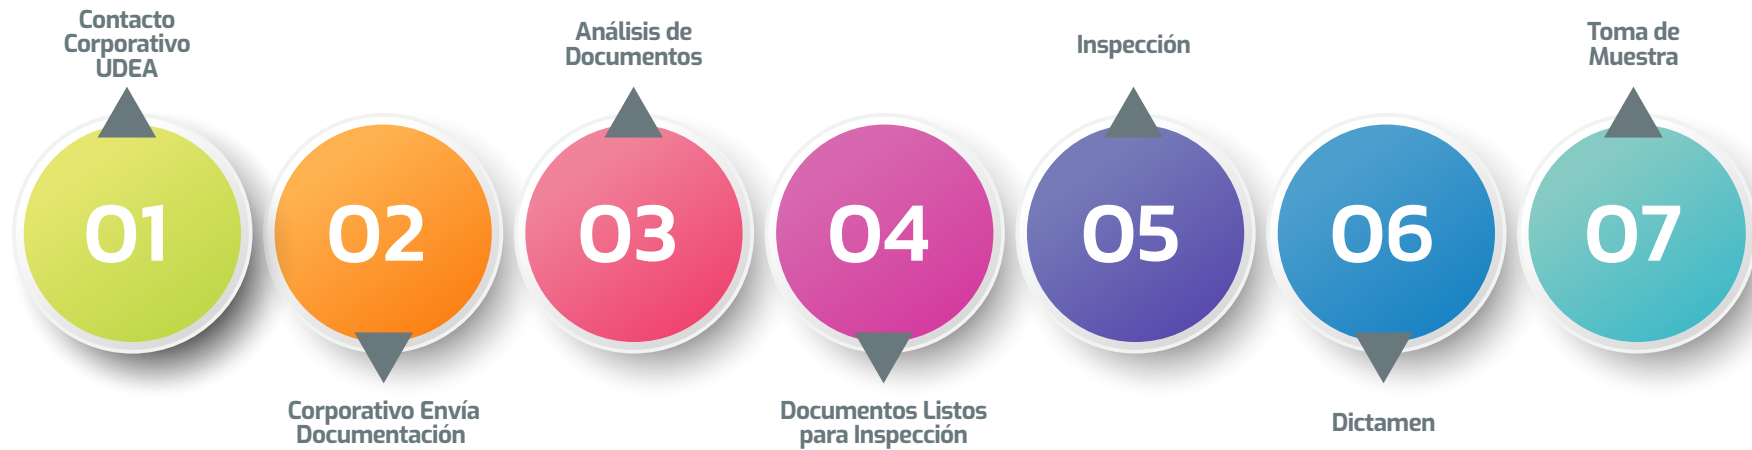 Contacto
Corporativo
UDEA
01
02
Corporativo Envía
Documentación
Análisis de
Documentos
03
04
Documentos Listos
para Inspección
Inspección
05
06
Dictamen
Toma de
Muestra
07